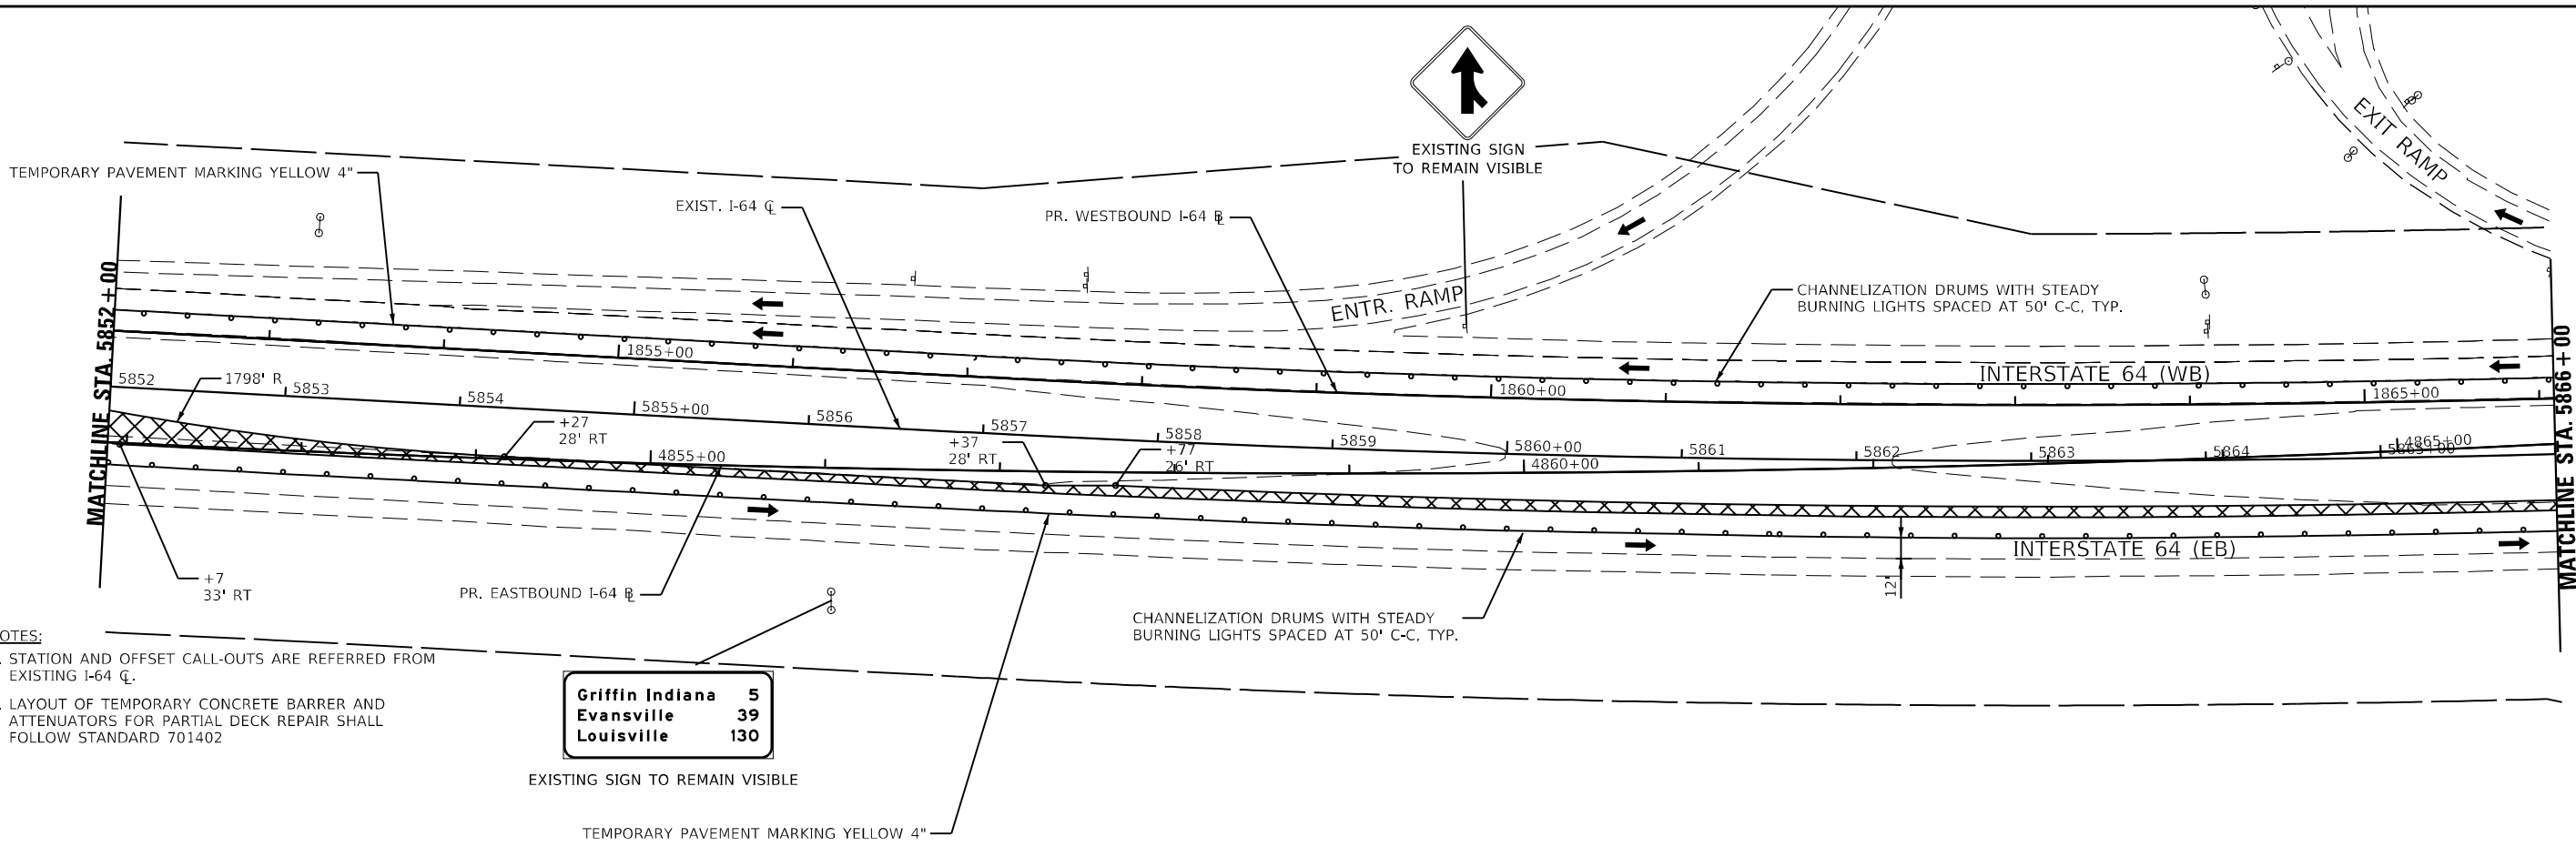 EXISTING SIGN
TO REMAIN VISIBLE
EXIT RAMP
TEMPORARY PAVEMENT MARKING YELLOW 4"
EXIST. I-64 ℄
PR. WESTBOUND I-64 B
ENTR. RAMP
CHANNELIZATION DRUMS WITH STEADY
BURNING LIGHTS SPACED AT 50' C-C, TYP.
MATCHLINE STA. 5852+00
MATCHLINE STA. 5866+00
1855+00
1860+00
1865+00
INTERSTATE 64 (WB)
1798' R
5852
5853
5854
5855+00
5856
5857
5858
5859
5860+00
5861
5862
5863
5864
5865+00
4855+00
4860+00
4865+00
+27
28' RT
+37
28' RT
+77
26' RT
+7
33' RT
INTERSTATE 64 (EB)
12'
PR. EASTBOUND I-64 B
CHANNELIZATION DRUMS WITH STEADY
BURNING LIGHTS SPACED AT 50' C-C, TYP.
OTES:
. STATION AND OFFSET CALL-OUTS ARE REFERRED FROM
EXISTING I-64 ℄.
. LAYOUT OF TEMPORARY CONCRETE BARRER AND
ATTENUATORS FOR PARTIAL DECK REPAIR SHALL
FOLLOW STANDARD 701402
Griffin Indiana 5
Evansville 39
Louisville 130
EXISTING SIGN TO REMAIN VISIBLE
TEMPORARY PAVEMENT MARKING YELLOW 4"